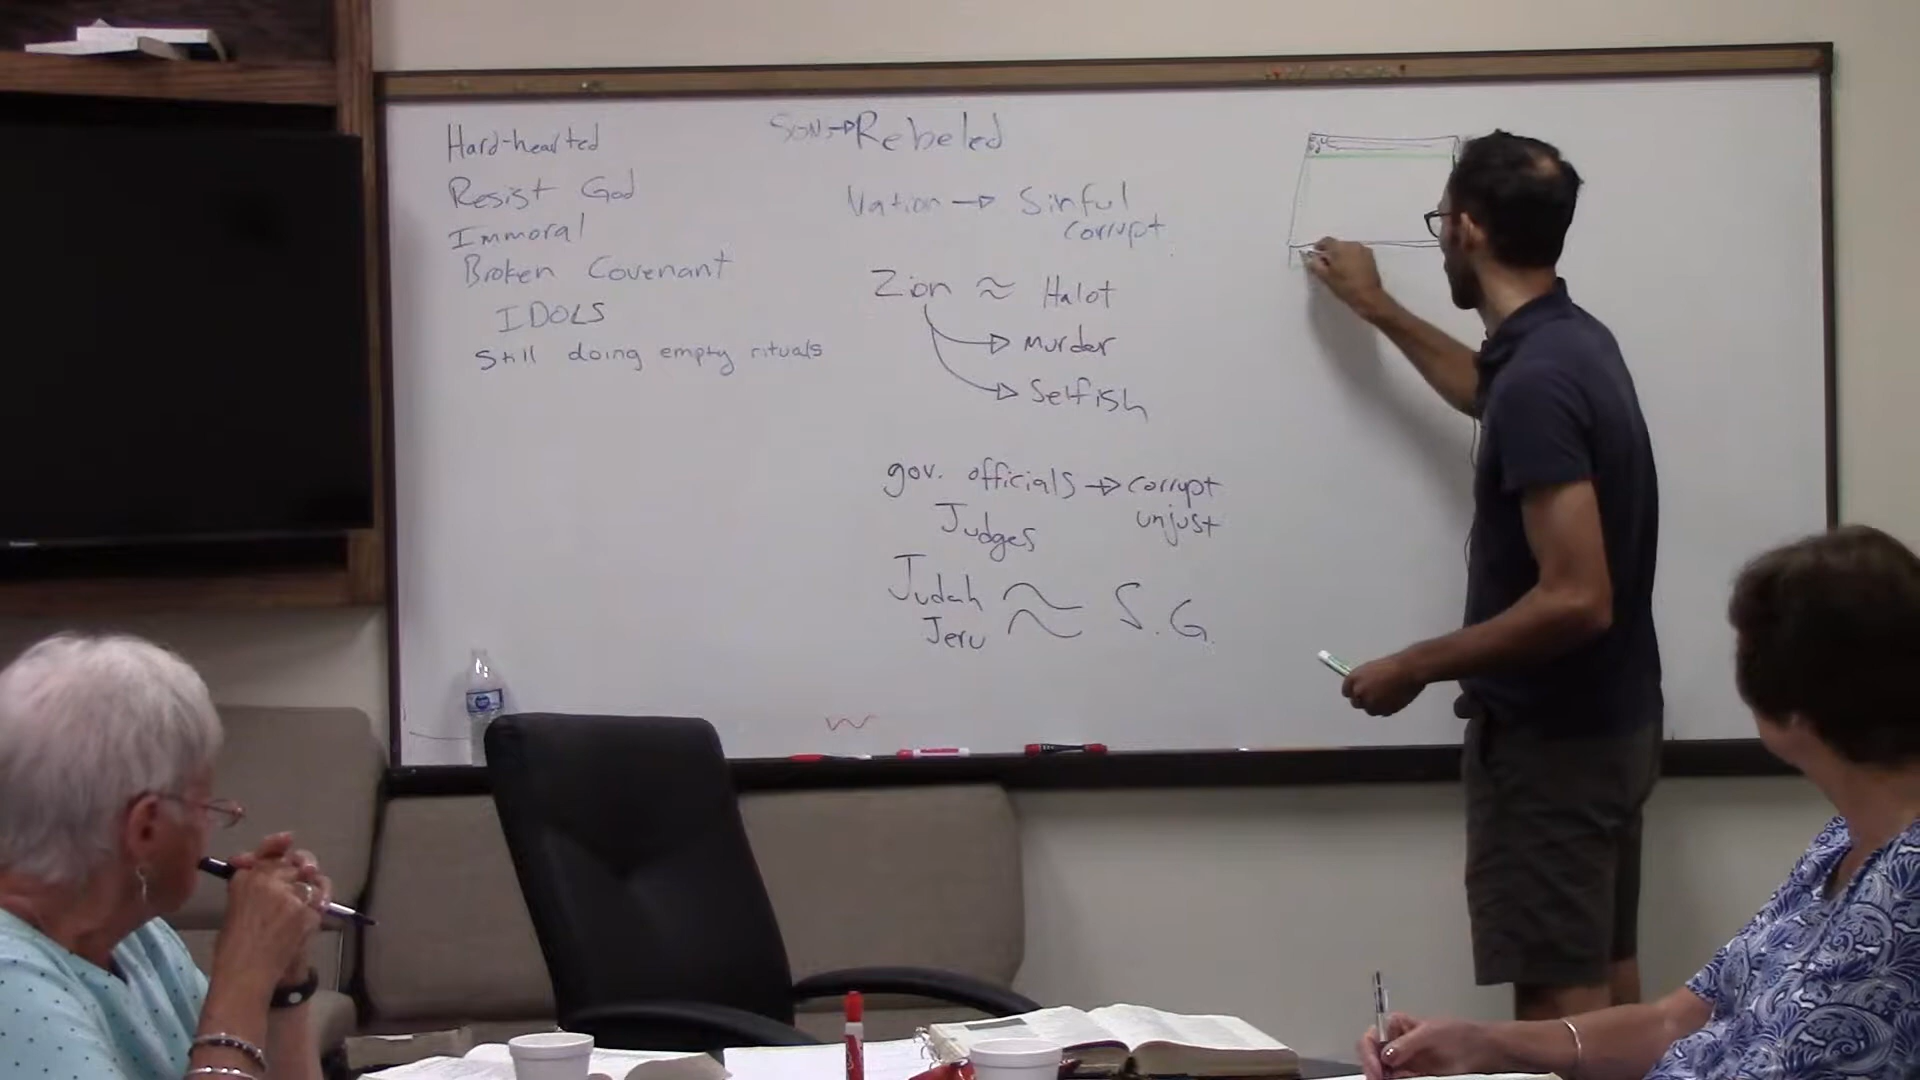 Hard-hearted
Resist God
Immoral
Broken Covenant
IDOLS
Still doing empty rituals
Sons → Rebeled
Nation → Sinful
corrupt
Zion ≈ Halot
Murder
Selfish
gov. officials → corrupt
Judges unjust
Judah ≈ S.G.
Jeru